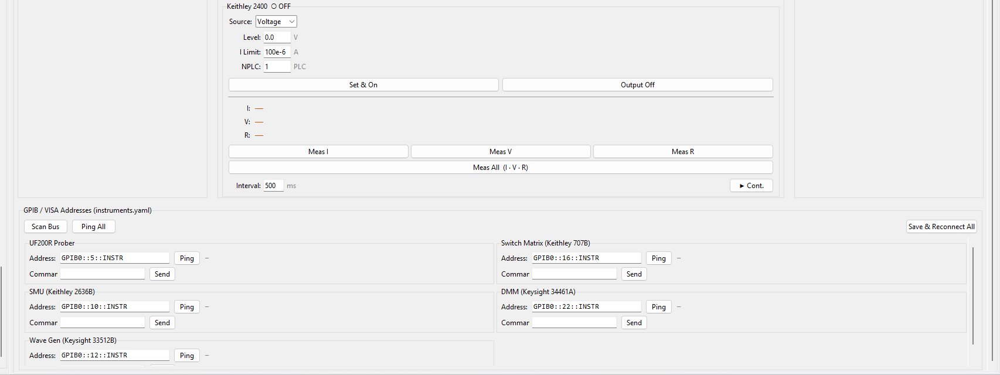 Keithley 2400 ○ OFF
Source: Voltage
Level: 0.0 V
I Limit: 100e-6 A
NPLC: 1 PLC
Set & On Output Off
I: —
V: —
R: —
Meas I Meas V Meas R
Meas All (I · V · R)
Interval: 500 ms ► Cont.
GPIB / VISA Addresses (instruments.yaml)
Scan Bus Ping All Save & Reconnect All
UF200R Prober
Address: GPIB0::5::INSTR Ping –
Commar Send
Switch Matrix (Keithley 707B)
Address: GPIB0::16::INSTR Ping –
Commar Send
SMU (Keithley 2636B)
Address: GPIB0::10::INSTR Ping –
Commar Send
DMM (Keysight 34461A)
Address: GPIB0::22::INSTR Ping –
Commar Send
Wave Gen (Keysight 33512B)
Address: GPIB0::12::INSTR Ping –